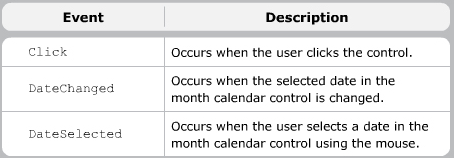 Event Description
Click Occurs when the user clicks the control.
DateChanged Occurs when the selected date in the
month calendar control is changed.
DateSelected Occurs when the user selects a date in the
month calendar control using the mouse.